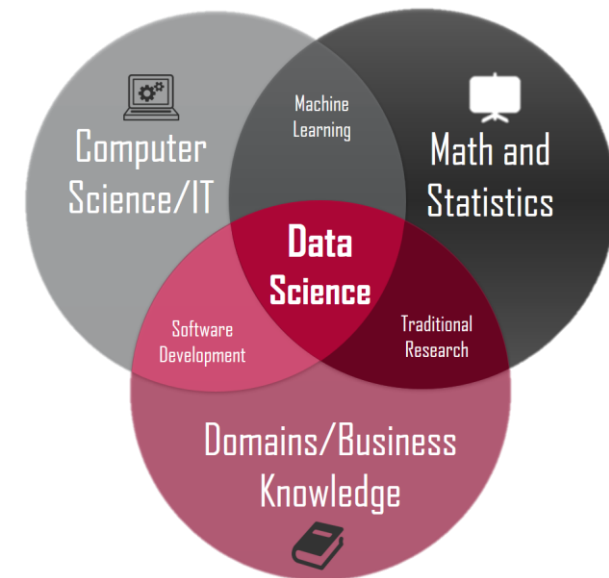 Machine
Learning
Computer
Science/IT
Math and
Statistics
Data
Science
Software
Development
Traditional
Research
Domains/Business
Knowledge